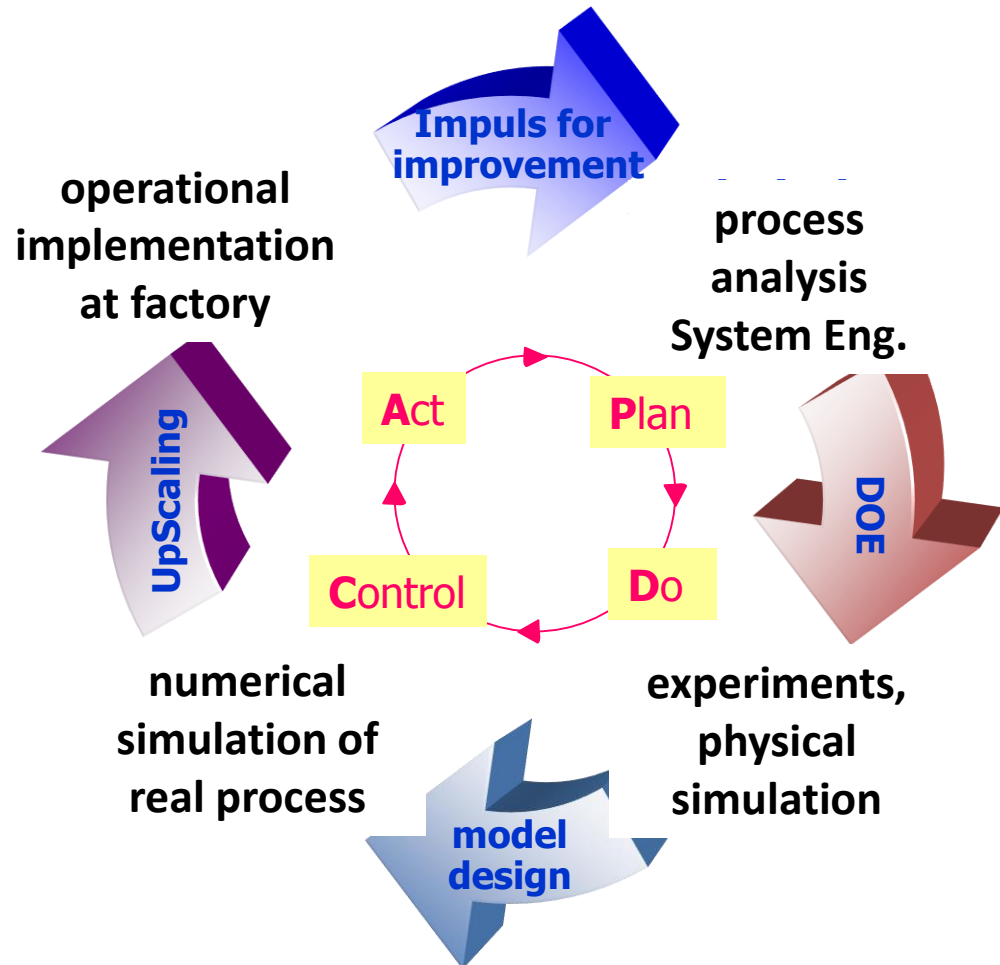 Impuls for
improvement
operational
implementation
at factory
process
analysis
System Eng.
Act
Plan
UpScaling
DOE
Control
Do
numerical
simulation of
real process
experiments,
physical
simulation
model
design